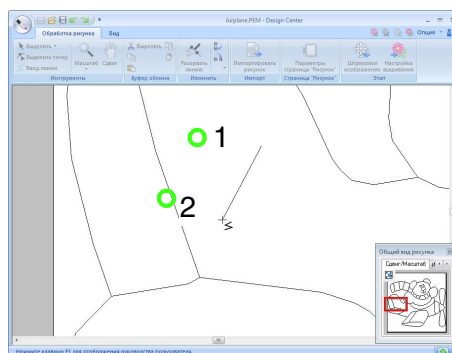 Airplane.PEM - Design Center
Обработка рисунка Вид Опции
Выделить Масштаб Сдвиг Вырезать Разорвать линию Импортировать рисунок Параметры страницы "Рисунок" Штриховое изображение Настройка вышивания
Выделить точку
Ввод линии
Инструменты Буфер обмена Изменить Импорт Страница "Рисунок" Этап
1
2
Общий вид рисунка
Сдвиг/Масштаб И
Нажмите клавишу F1 для отображения руководства пользователя.